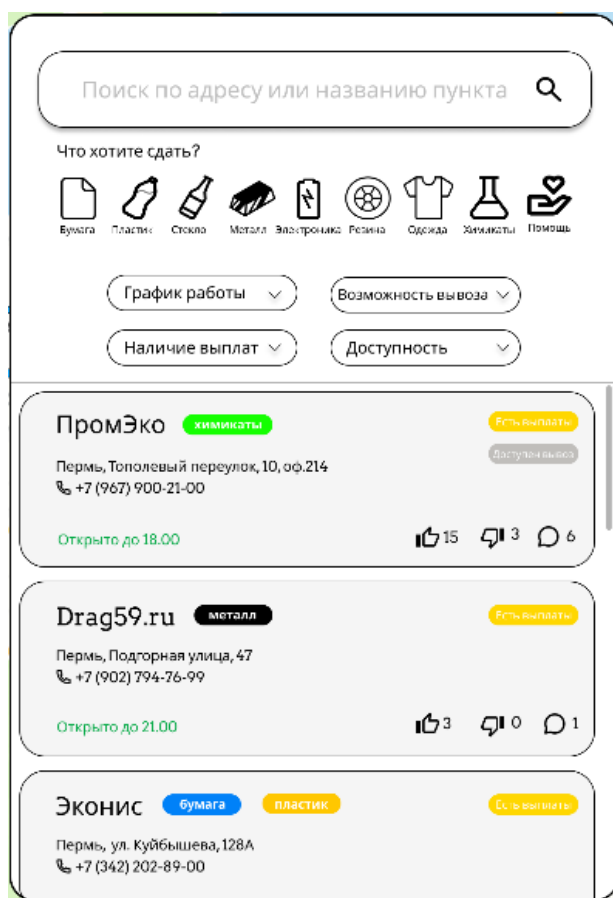 Поиск по адресу или названию пункта
Что хотите сдать?
Бумага Пластик Стекло Металл Электроника Резина Одежда Химикаты Помощь
График работы Возможность вывоза
Наличие выплат Доступность
ПромЭко химикаты Есть выплаты
Доступен вывоз
Пермь, Тополевый переулок, 10, оф.214
+7 (967) 900-21-00
Открыто до 18.00 15 3 6
Drag59.ru металл Есть выплаты
Пермь, Подгорная улица, 47
+7 (902) 794-76-99
Открыто до 21.00 3 0 1
Эконис бумага пластик Есть выплаты
Пермь, ул. Куйбышева, 128А
+7 (342) 202-89-00